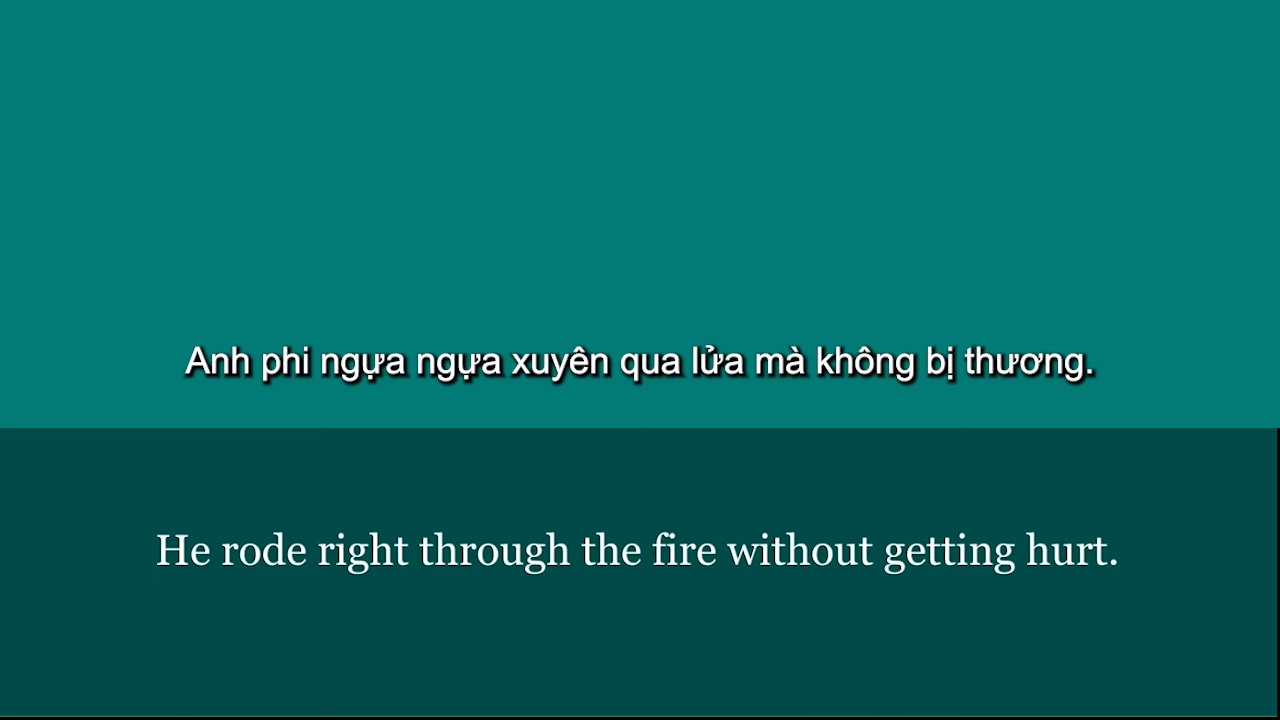 Anh phi ngựa ngựa xuyên qua lửa mà không bị thương.
He rode right through the fire without getting hurt.